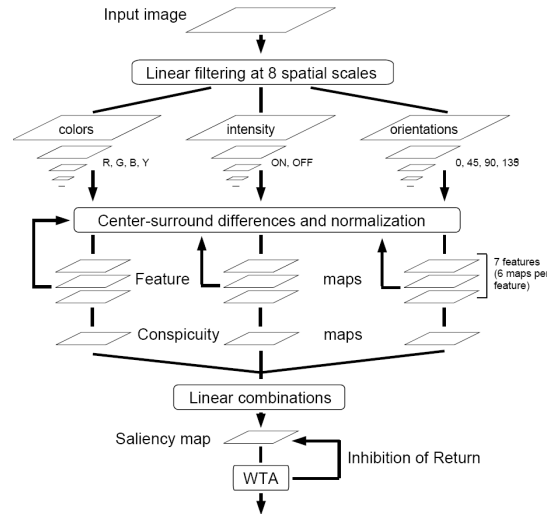 Input image
Linear filtering at 8 spatial scales
colors
intensity
orientations
R, G, B, Y
ON, OFF
0, 45, 90, 135
Center-surround differences and normalization
Feature
maps
7 features
(6 maps per
feature)
Conspicuity
maps
Linear combinations
Saliency map
Inhibition of Return
WTA